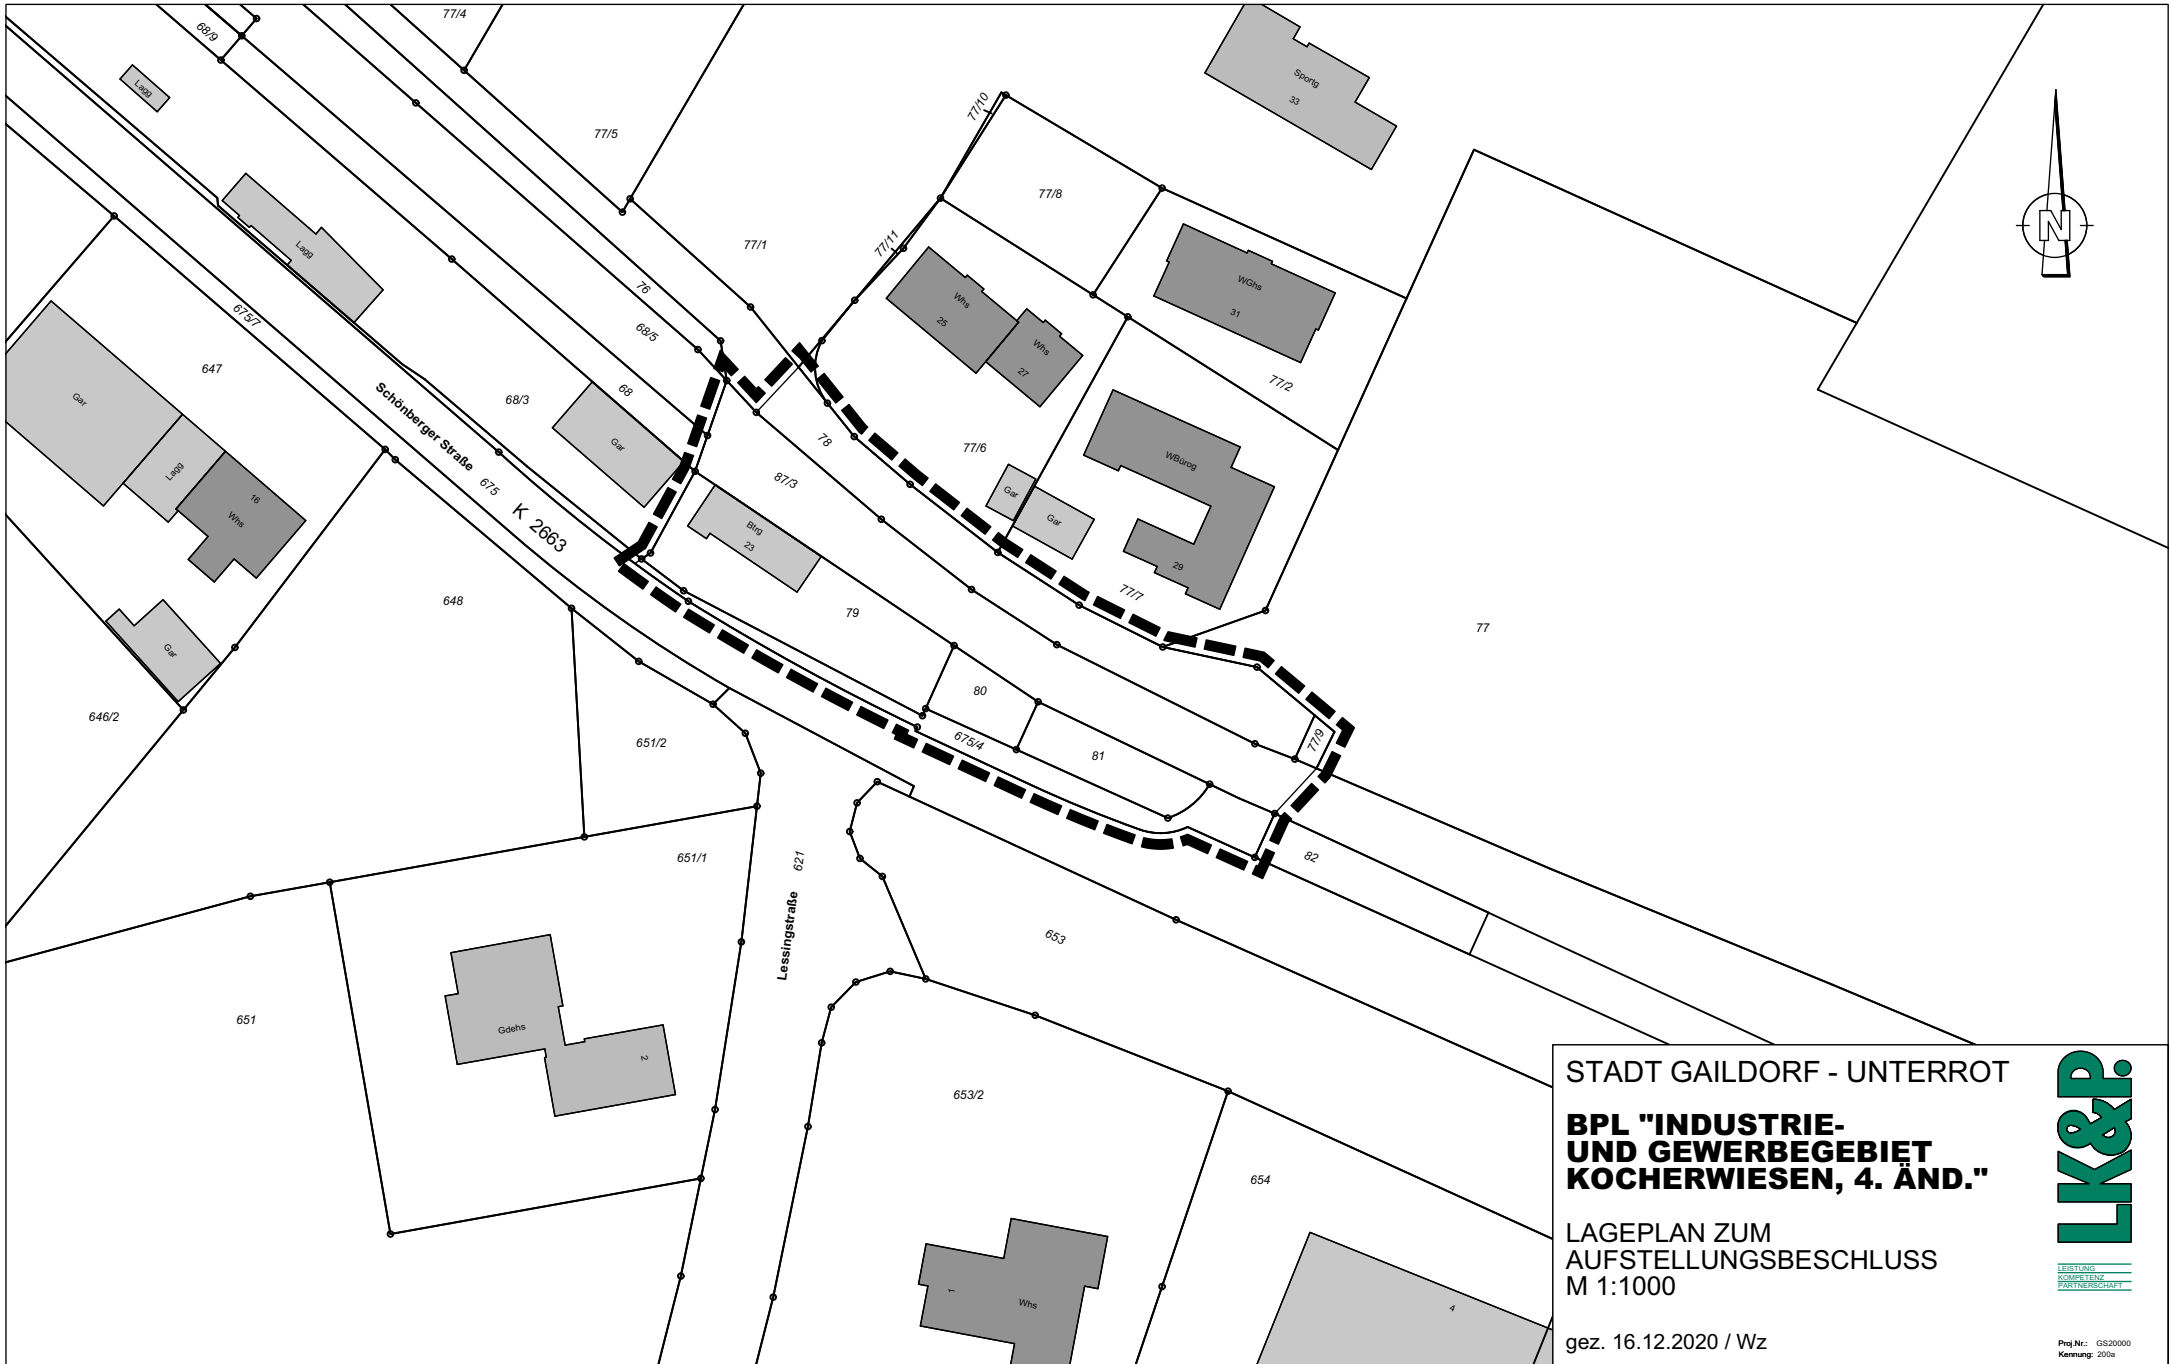 77/4
68/9
Lagg
77/5
77/10
Sportg
33
77/8
77/1
77/11
Lagg
WGhs
31
N
76
Whs
25
675/7
68/5
Whs
27
77/2
647
Gar
Schönberger Straße
68/3
68
Gar
78
77/6
WBürog
Lagg
16
Whs
675
K 2663
87/3
Gar
Gar
Btrg
23
29
77/7
648
79
77
Gar
80
646/2
651/2
675/4
81
77/9
651/1
621
82
Lessingstraße
653
651
Gdehs
2
653/2
654
1
Whs
4
STADT GAILDORF - UNTERROT
BPL "INDUSTRIE-
UND GEWERBEGEBIET
KOCHERWIESEN, 4. ÄND."
LAGEPLAN ZUM
AUFSTELLUNGSBESCHLUSS
M 1:1000
gez. 16.12.2020 / Wz
LK&P.
LEISTUNG
KOMPETENZ
PARTNERSCHAFT
Proj.Nr.: GS20000
Kennung: 200a